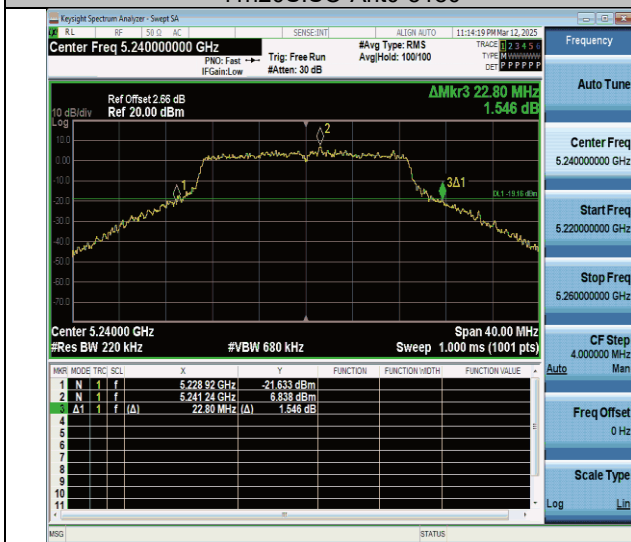 Keysight Spectrum Analyzer - Swept SA
RL RF 50 Ω AC SENSE:INT ALIGN AUTO 11:14:19 PM Mar 12, 2025
Center Freq 5.240000000 GHz #Avg Type: RMS TRACE 1 2 3 4 5 6
PNO: Fast Trig: Free Run Avg|Hold: 100/100 TYPE M WWWWW
IFGain:Low #Atten: 30 dB DET P P P P P P
Frequency
Auto Tune
ΔMkr3 22.80 MHz
Ref Offset 2.66 dB
1.546 dB
10 dB/div Ref 20.00 dBm
Log
10.0
0.00
-10.0
-20.0
-30.0
-40.0
-50.0
-60.0
-70.0
1
2
3Δ1
DL1 -19.16 dBm
Center Freq
5.240000000 GHz
Start Freq
5.220000000 GHz
Stop Freq
5.260000000 GHz
Center 5.24000 GHz Span 40.00 MHz
#Res BW 220 kHz #VBW 680 kHz Sweep 1.000 ms (1001 pts)
CF Step
4.000000 MHz
Auto Man
MKR MODE TRC SCL X Y FUNCTION FUNCTION WIDTH FUNCTION VALUE
1 N 1 f 5.228 92 GHz -21.633 dBm
2 N 1 f 5.241 24 GHz 6.838 dBm
3 Δ1 1 f (Δ) 22.80 MHz (Δ) 1.546 dB
4
5
6
7
8
9
10
11
Freq Offset
0 Hz
Scale Type
Log Lin
MSG STATUS